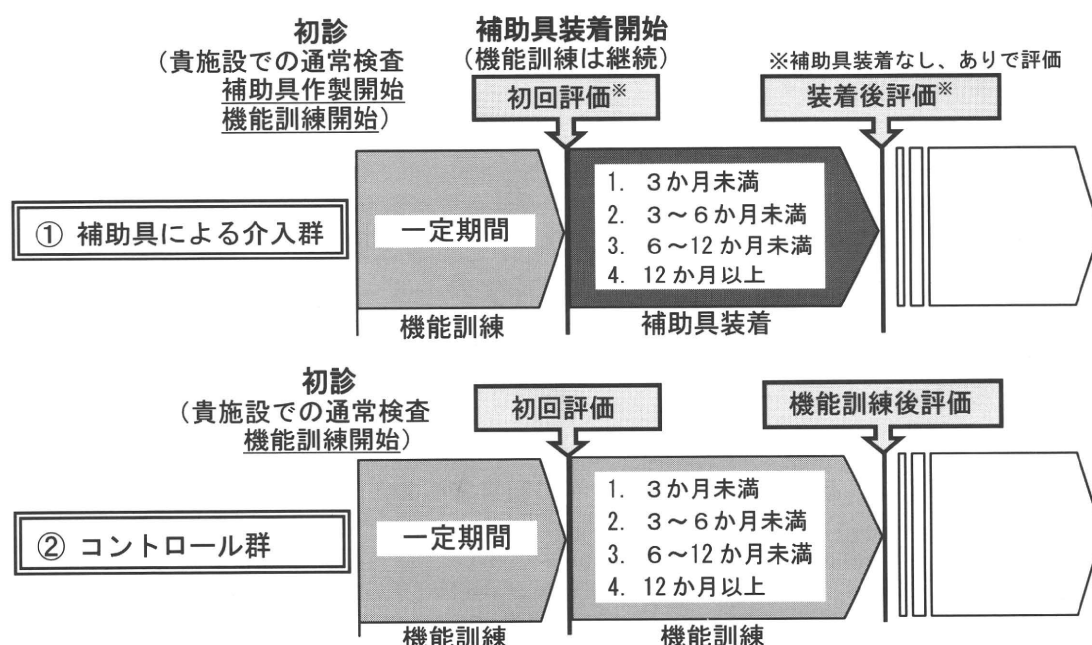 初診
(貴施設での通常検査
補助具作製開始
機能訓練開始)
補助具装着開始
(機能訓練は継続)
※補助具装着なし、ありで評価
初回評価※
装着後評価※
① 補助具による介入群
一定期間
1. 3か月未満
2. 3～6か月未満
3. 6～12か月未満
4. 12か月以上
機能訓練
補助具装着
初診
(貴施設での通常検査
機能訓練開始)
初回評価
機能訓練後評価
② コントロール群
一定期間
1. 3か月未満
2. 3～6か月未満
3. 6～12か月未満
4. 12か月以上
機能訓練
機能訓練